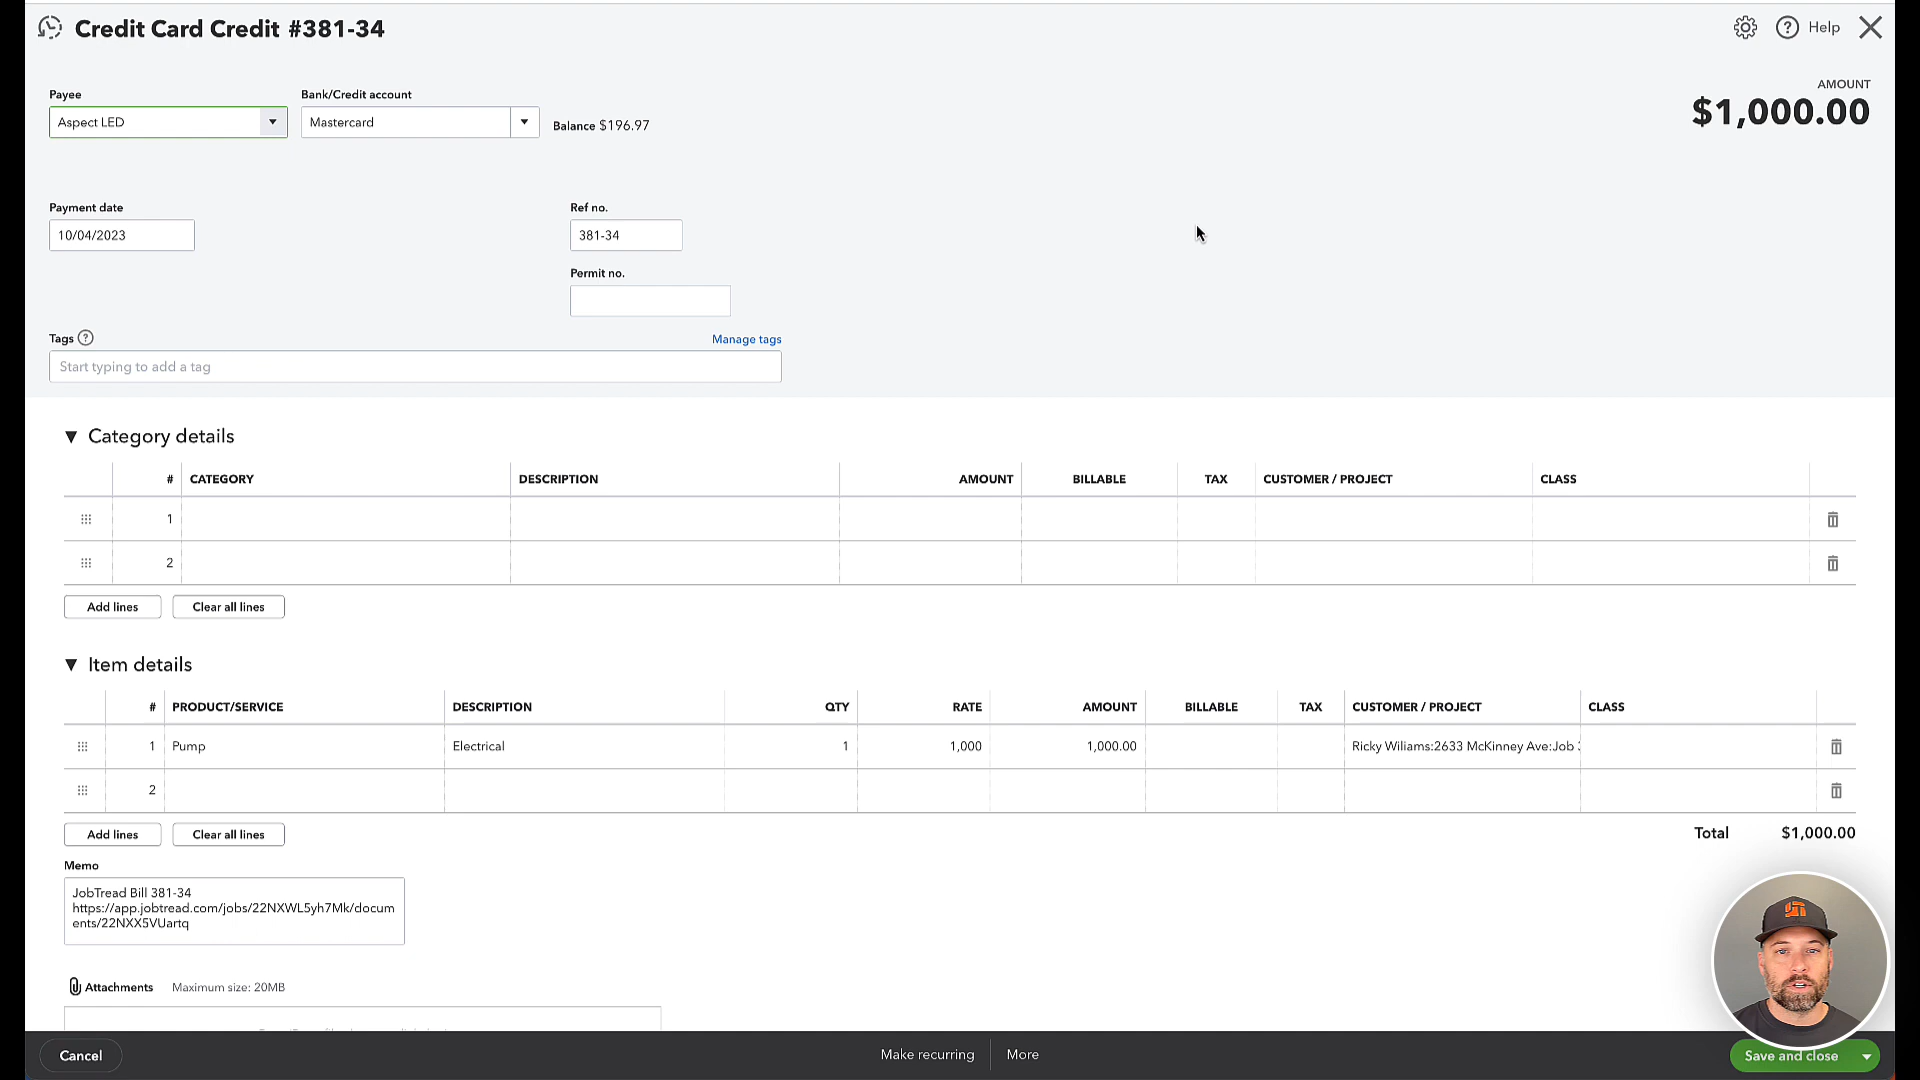 Credit Card Credit #381-34
Help
AMOUNT
$1,000.00
Payee
Bank/Credit account
Aspect LED
Mastercard
Balance $196.97
Payment date
10/04/2023
Ref no.
381-34
Permit no.
Tags
Manage tags
Start typing to add a tag
Category details
# CATEGORY DESCRIPTION AMOUNT BILLABLE TAX CUSTOMER / PROJECT CLASS
1
2
Add lines Clear all lines
Item details
# PRODUCT/SERVICE DESCRIPTION QTY RATE AMOUNT BILLABLE TAX CUSTOMER / PROJECT CLASS
1 Pump Electrical 1 1,000 1,000.00 Ricky Wiliams:2633 McKinney Ave:Job
2
Add lines Clear all lines
Total $1,000.00
Memo
JobTread Bill 381-34
https://app.jobtread.com/jobs/22NXWL5yh7Mk/docum
ents/22NXX5VUartq
Attachments Maximum size: 20MB
Cancel
Make recurring
More
Save and close